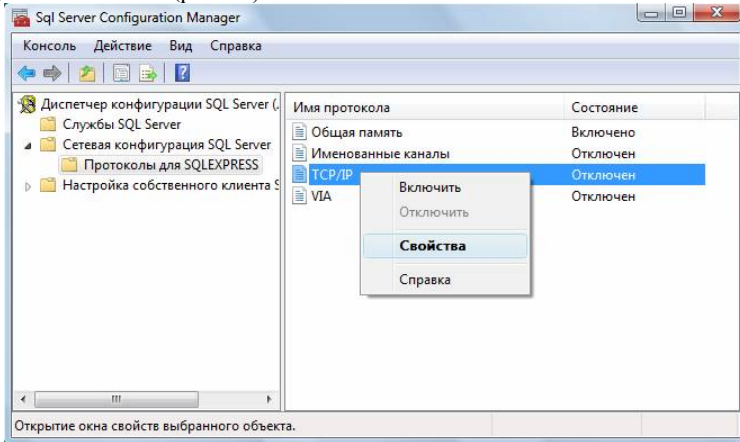 Sql Server Configuration Manager
Консоль Действие Вид Справка
Диспетчер конфигурации SQL Server (.
Службы SQL Server
Сетевая конфигурация SQL Server
Протоколы для SQLEXPRESS
Настройка собственного клиента S
Имя протокола Состояние
Общая память Включено
Именованные каналы Отключен
TCP/IP Отключен
VIA Отключен
Включить
Отключить
Свойства
Справка
Открытие окна свойств выбранного объекта.